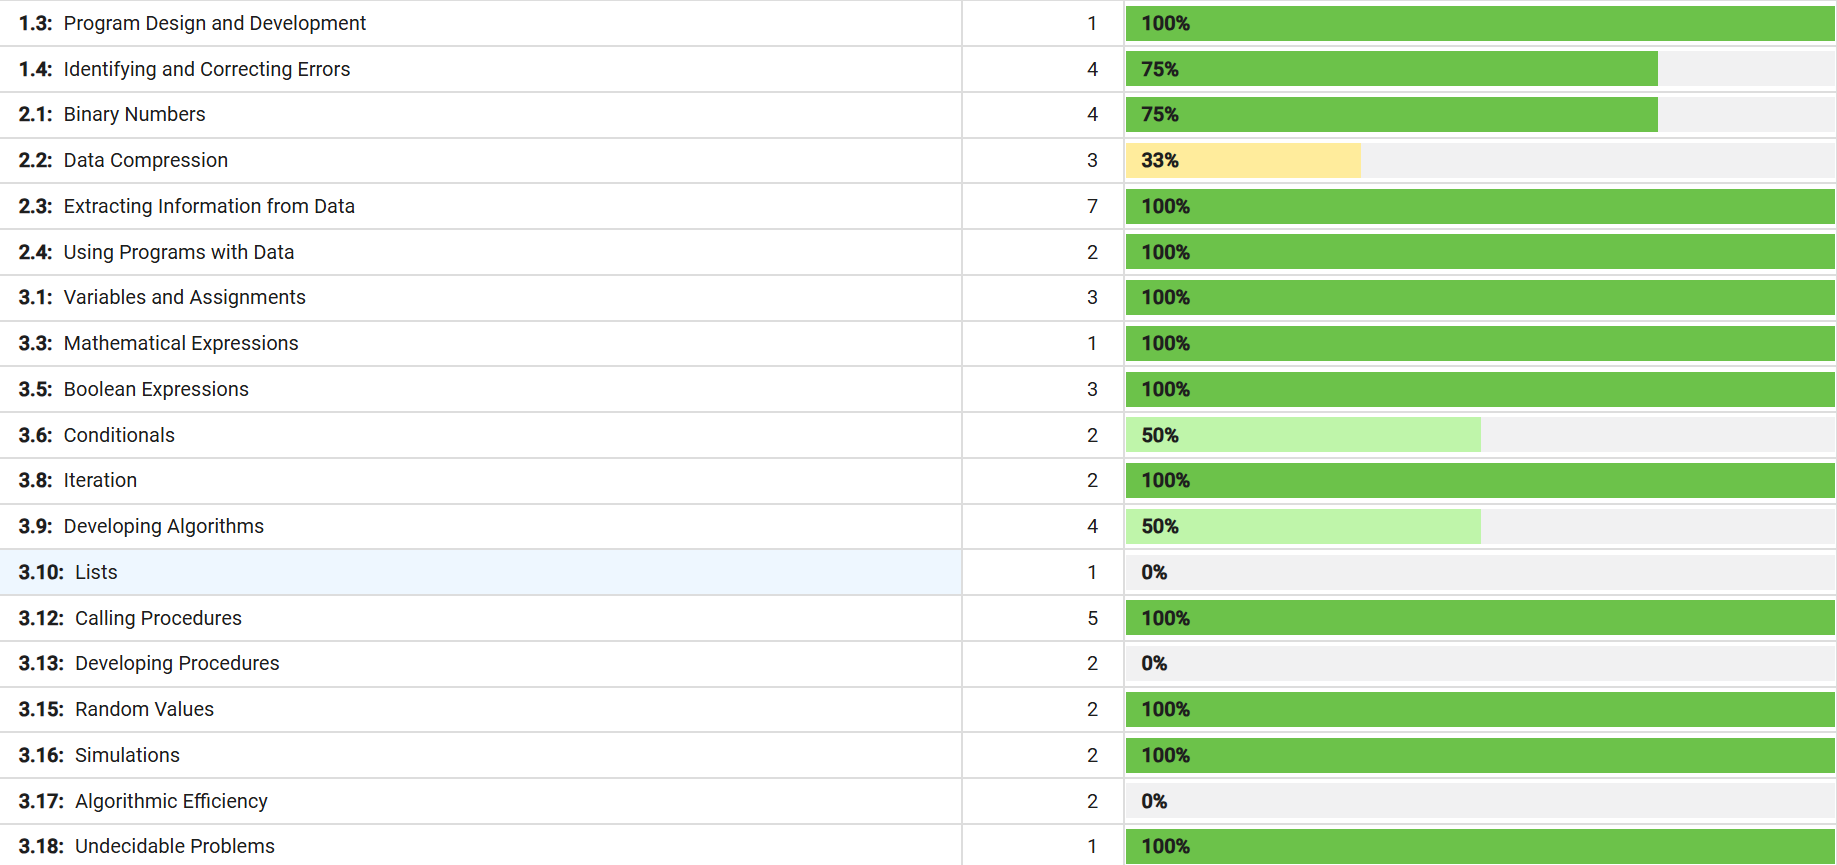 1.3: Program Design and Development 1 100%
1.4: Identifying and Correcting Errors 4 75%
2.1: Binary Numbers 4 75%
2.2: Data Compression 3 33%
2.3: Extracting Information from Data 7 100%
2.4: Using Programs with Data 2 100%
3.1: Variables and Assignments 3 100%
3.3: Mathematical Expressions 1 100%
3.5: Boolean Expressions 3 100%
3.6: Conditionals 2 50%
3.8: Iteration 2 100%
3.9: Developing Algorithms 4 50%
3.10: Lists 1 0%
3.12: Calling Procedures 5 100%
3.13: Developing Procedures 2 0%
3.15: Random Values 2 100%
3.16: Simulations 2 100%
3.17: Algorithmic Efficiency 2 0%
3.18: Undecidable Problems 1 100%